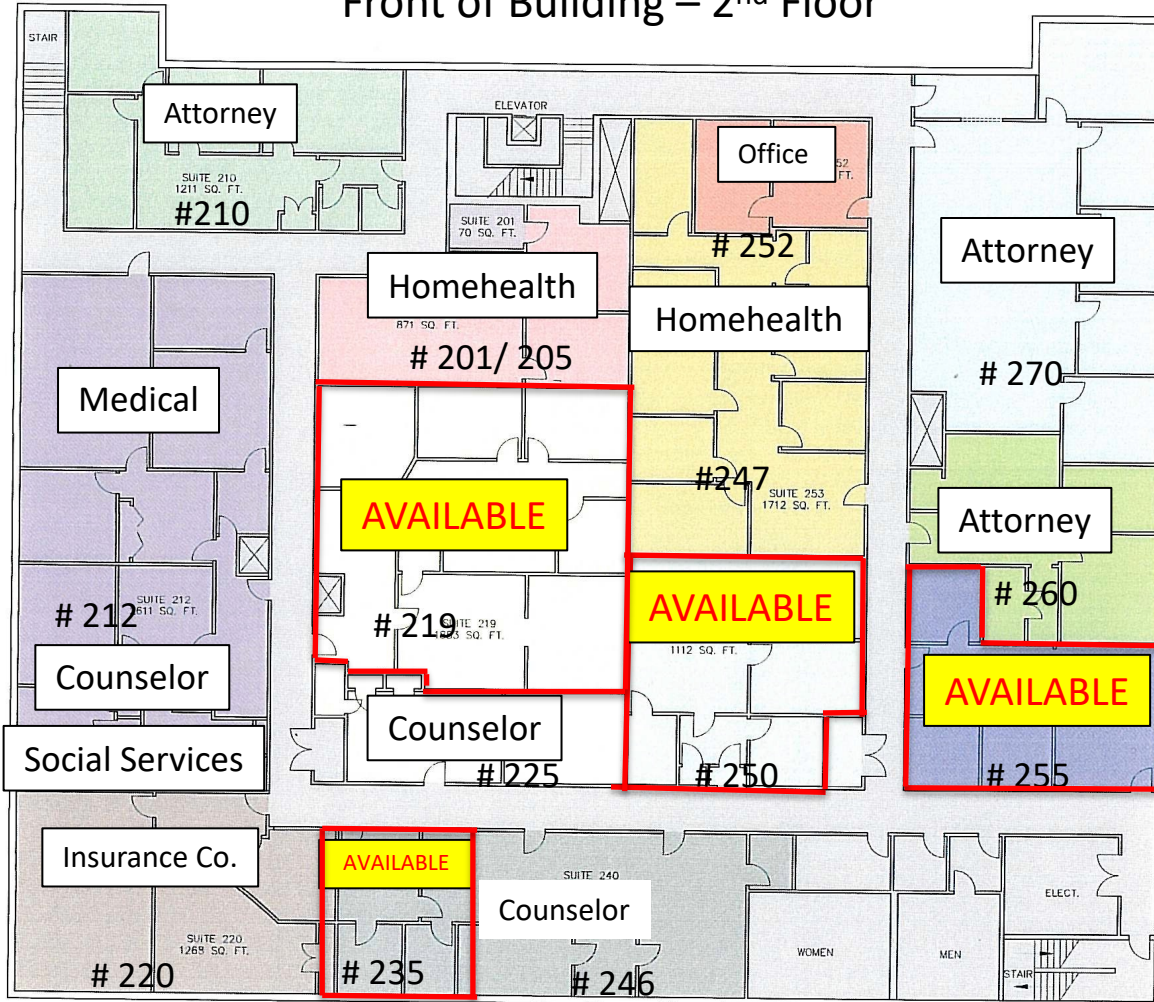 Front of Building – 2nd Floor
STAIR
Attorney
SUITE 210
1211 SQ. FT.
#210
ELEVATOR
SUITE 201
70 SQ. FT.
Office
52
FT.
# 252
Homehealth
871 SQ. FT.
# 201/ 205
Homehealth
#247
SUITE 253
1712 SQ. FT.
Attorney
# 270
Medical
AVAILABLE
Attorney
# 260
SUITE 212
611 SQ. FT.
# 212
Counselor
Social Services
SUITE 219
SQ. FT.
# 219
Counselor
# 225
AVAILABLE
1112 SQ. FT.
# 250
AVAILABLE
# 255
Insurance Co.
SUITE 220
1268 SQ. FT.
# 220
AVAILABLE
# 235
SUITE 240
Counselor
# 246
WOMEN
MEN
ELECT.
STAIR